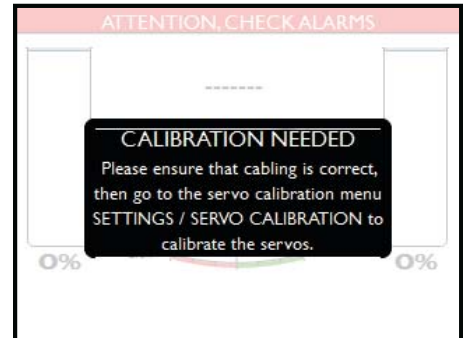 ATTENTION, CHECK ALARMS
-------
CALIBRATION NEEDED
Please ensure that cabling is correct,
then go to the servo calibration menu
SETTINGS / SERVO CALIBRATION to
calibrate the servos.
0%
0%